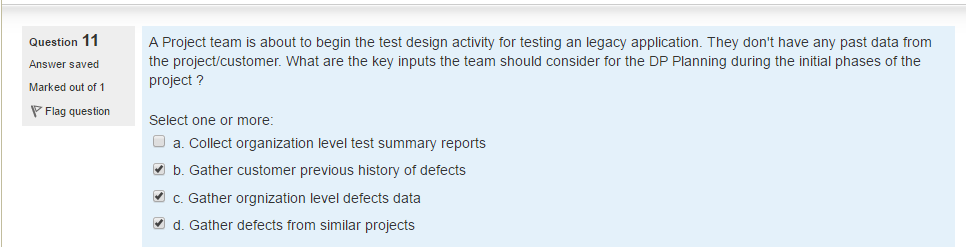 Question 11
Answer saved
Marked out of 1
Flag question
A Project team is about to begin the test design activity for testing an legacy application. They don't have any past data from
the project/customer. What are the key inputs the team should consider for the DP Planning during the initial phases of the
project ?
Select one or more:
a. Collect organization level test summary reports
b. Gather customer previous history of defects
c. Gather orgnization level defects data
d. Gather defects from similar projects